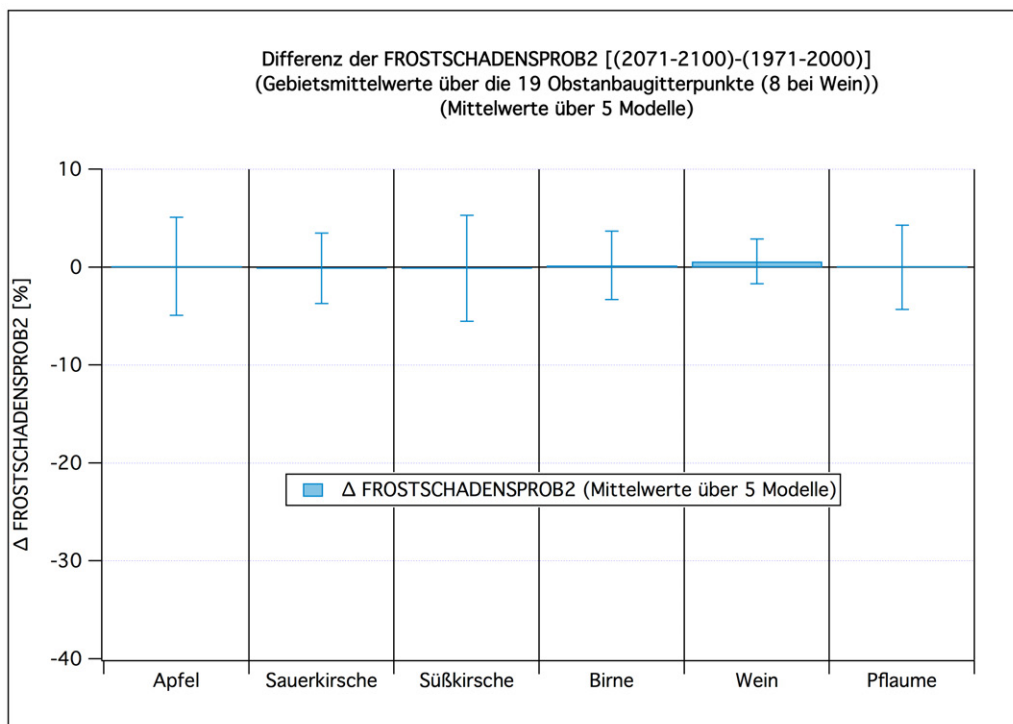 Differenz der FROSTSCHADENSPROB2 [(2071-2100)-(1971-2000)]
(Gebietsmittelwerte über die 19 Obstanbaugitterpunkte (8 bei Wein))
(Mittelwerte über 5 Modelle)
Δ FROSTSCHADENSPROB2 [%]
10
0
-10
-20
-30
-40
Δ FROSTSCHADENSPROB2 (Mittelwerte über 5 Modelle)
Apfel
Sauerkirsche
Süßkirsche
Birne
Wein
Pflaume